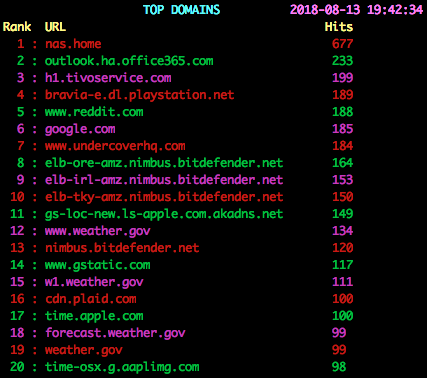 TOP DOMAINS 2018-08-13 19:42:34
Rank URL Hits
1 : nas.home 677
2 : outlook.ha.office365.com 233
3 : h1.tivoservice.com 199
4 : bravia-e.dl.playstation.net 189
5 : www.reddit.com 188
6 : google.com 185
7 : www.undercoverhq.com 184
8 : elb-ore-amz.nimbus.bitdefender.net 164
9 : elb-irl-amz.nimbus.bitdefender.net 153
10 : elb-tky-amz.nimbus.bitdefender.net 150
11 : gs-loc-new.ls-apple.com.akadns.net 149
12 : www.weather.gov 134
13 : nimbus.bitdefender.net 120
14 : www.gstatic.com 117
15 : w1.weather.gov 111
16 : cdn.plaid.com 100
17 : time.apple.com 100
18 : forecast.weather.gov 99
19 : weather.gov 99
20 : time-osx.g.aaplimg.com 98